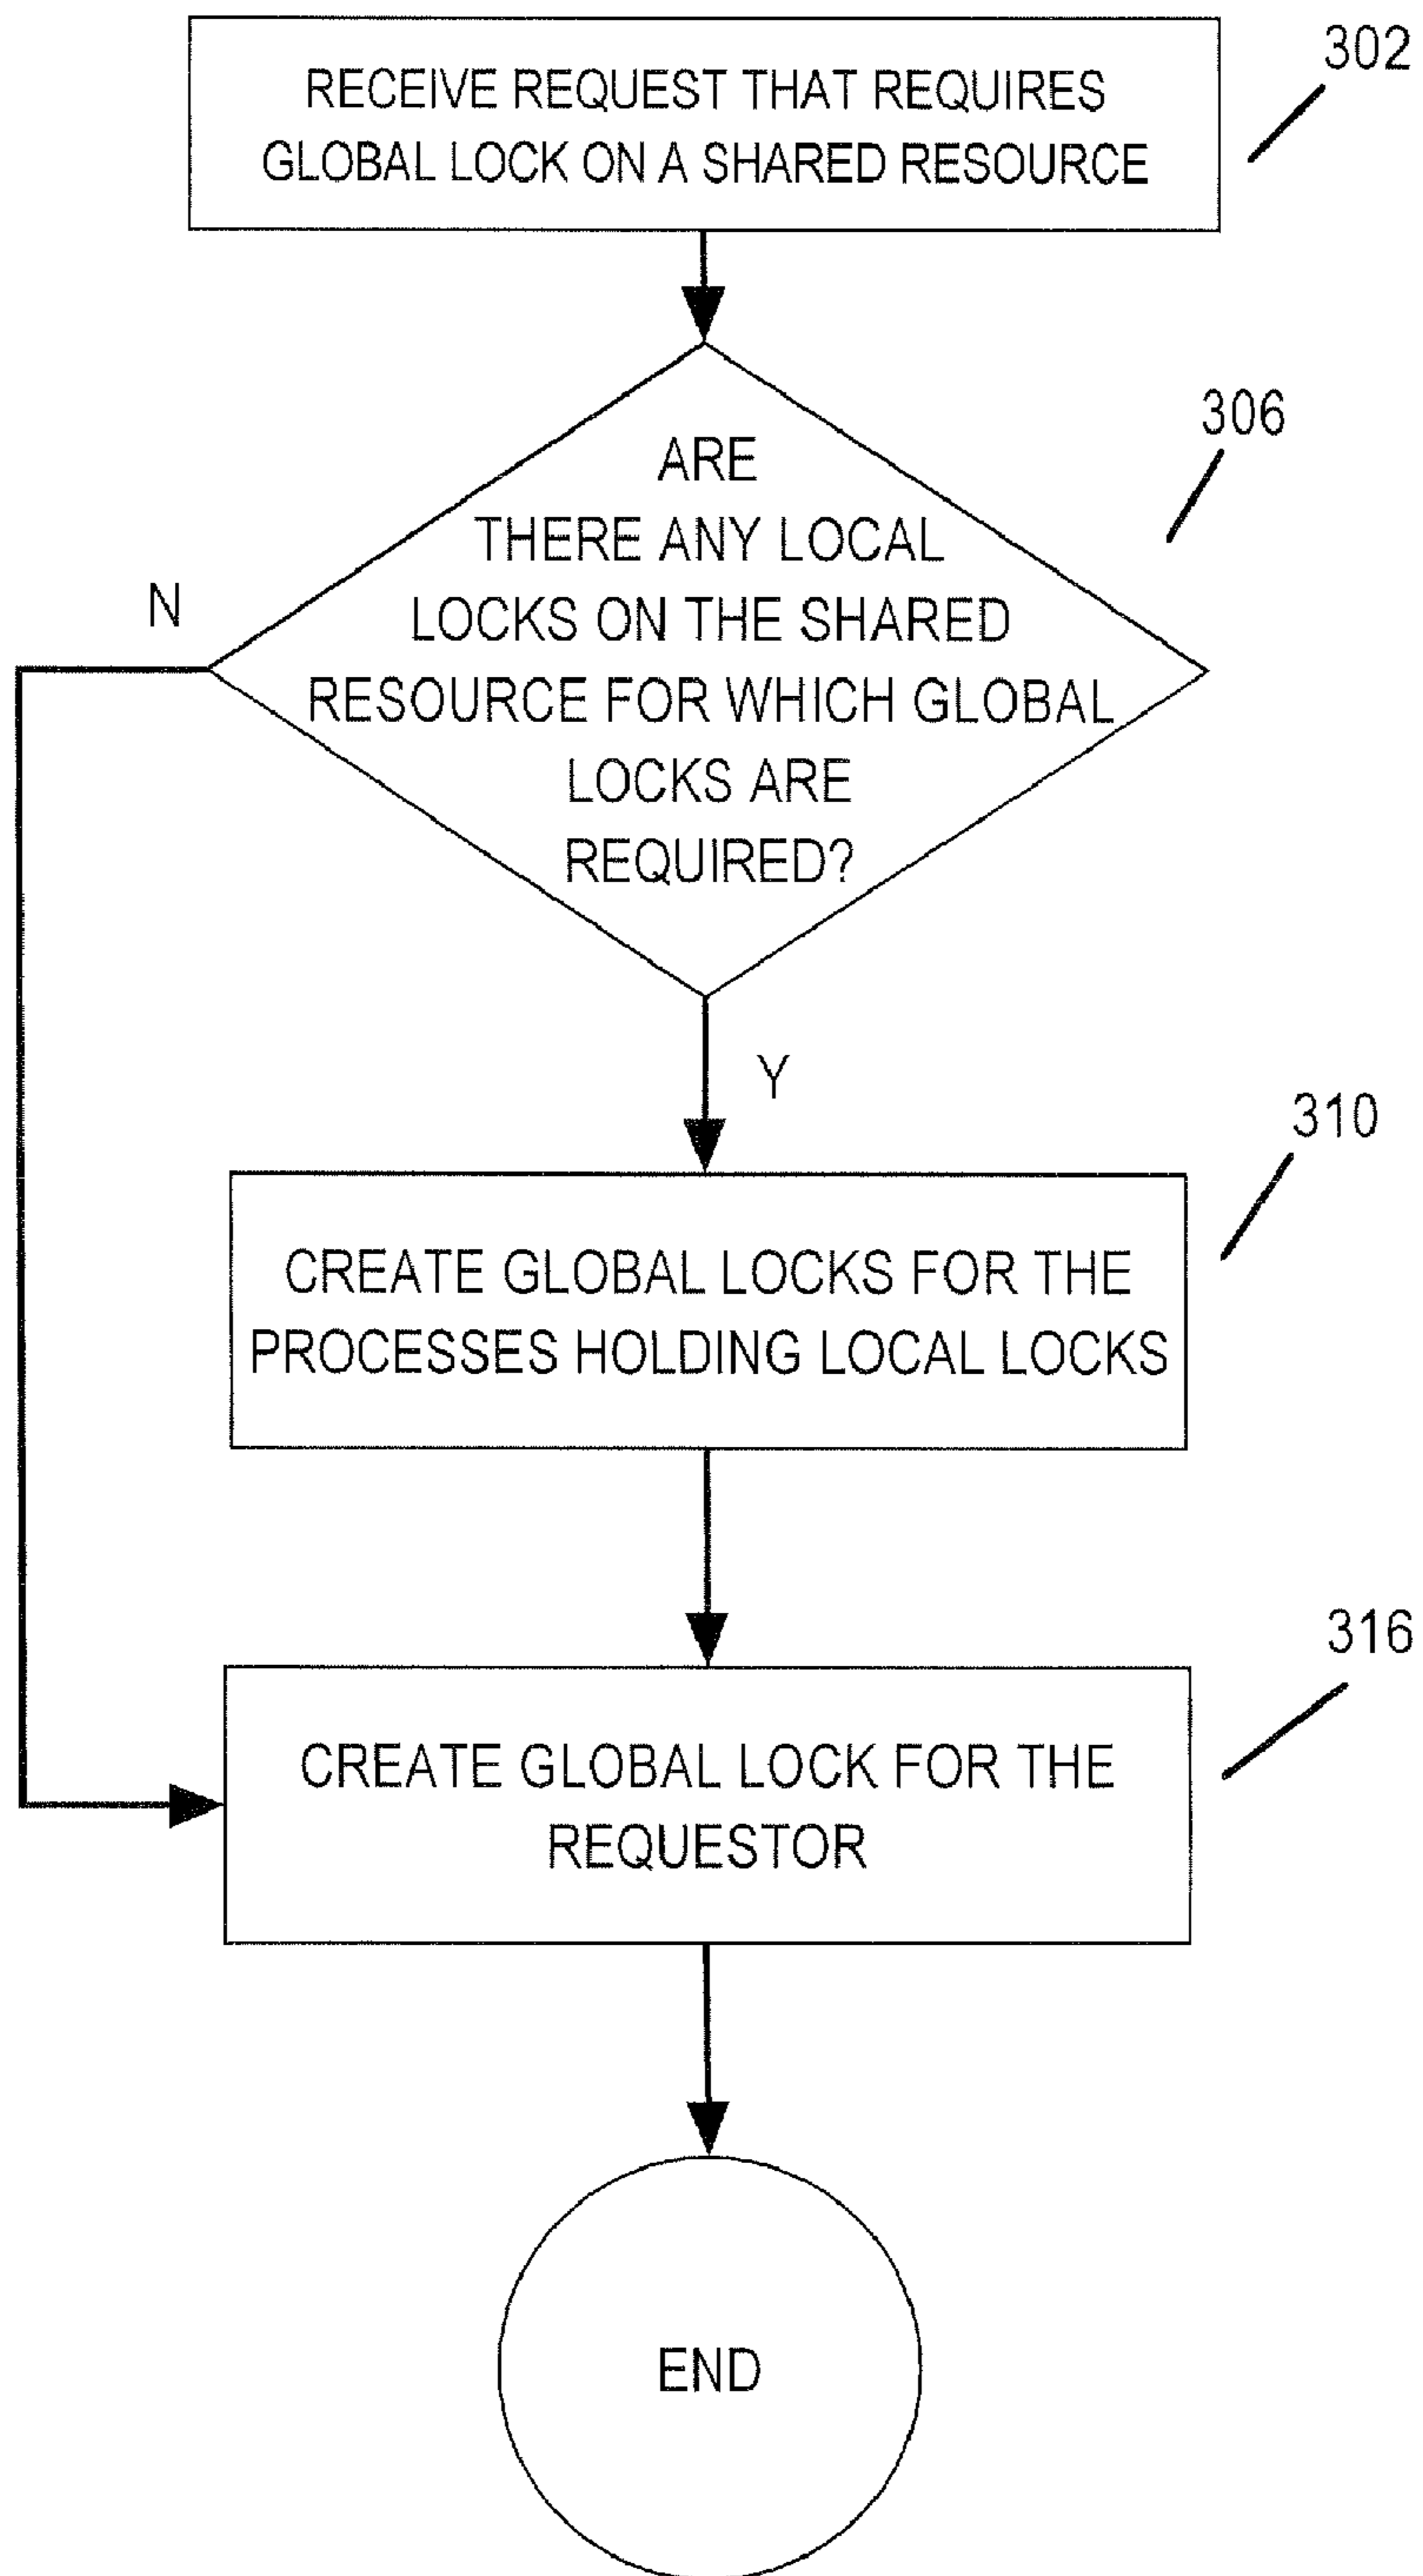 302
RECEIVE REQUEST THAT REQUIRES
GLOBAL LOCK ON A SHARED RESOURCE
306
ARE
THERE ANY LOCAL
LOCKS ON THE SHARED
RESOURCE FOR WHICH GLOBAL
LOCKS ARE
REQUIRED?
N
Y
310
CREATE GLOBAL LOCKS FOR THE
PROCESSES HOLDING LOCAL LOCKS
316
CREATE GLOBAL LOCK FOR THE
REQUESTOR
END